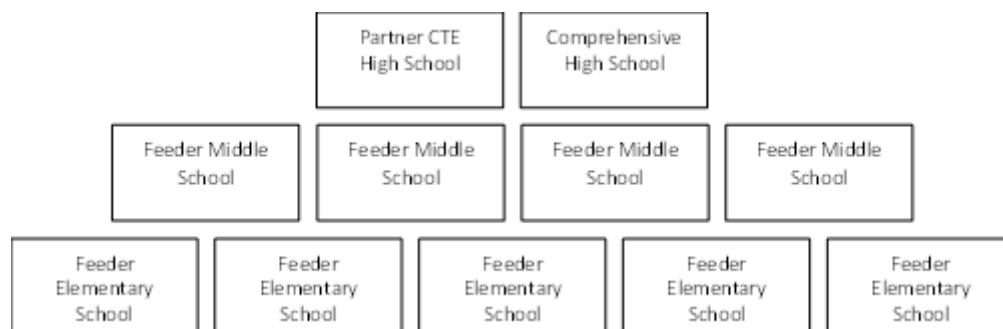 Partner CTE
High School
Comprehensive
High School
Feeder Middle
School
Feeder Middle
School
Feeder Middle
School
Feeder Middle
School
Feeder
Elementary
School
Feeder
Elementary
School
Feeder
Elementary
School
Feeder
Elementary
School
Feeder
Elementary
School